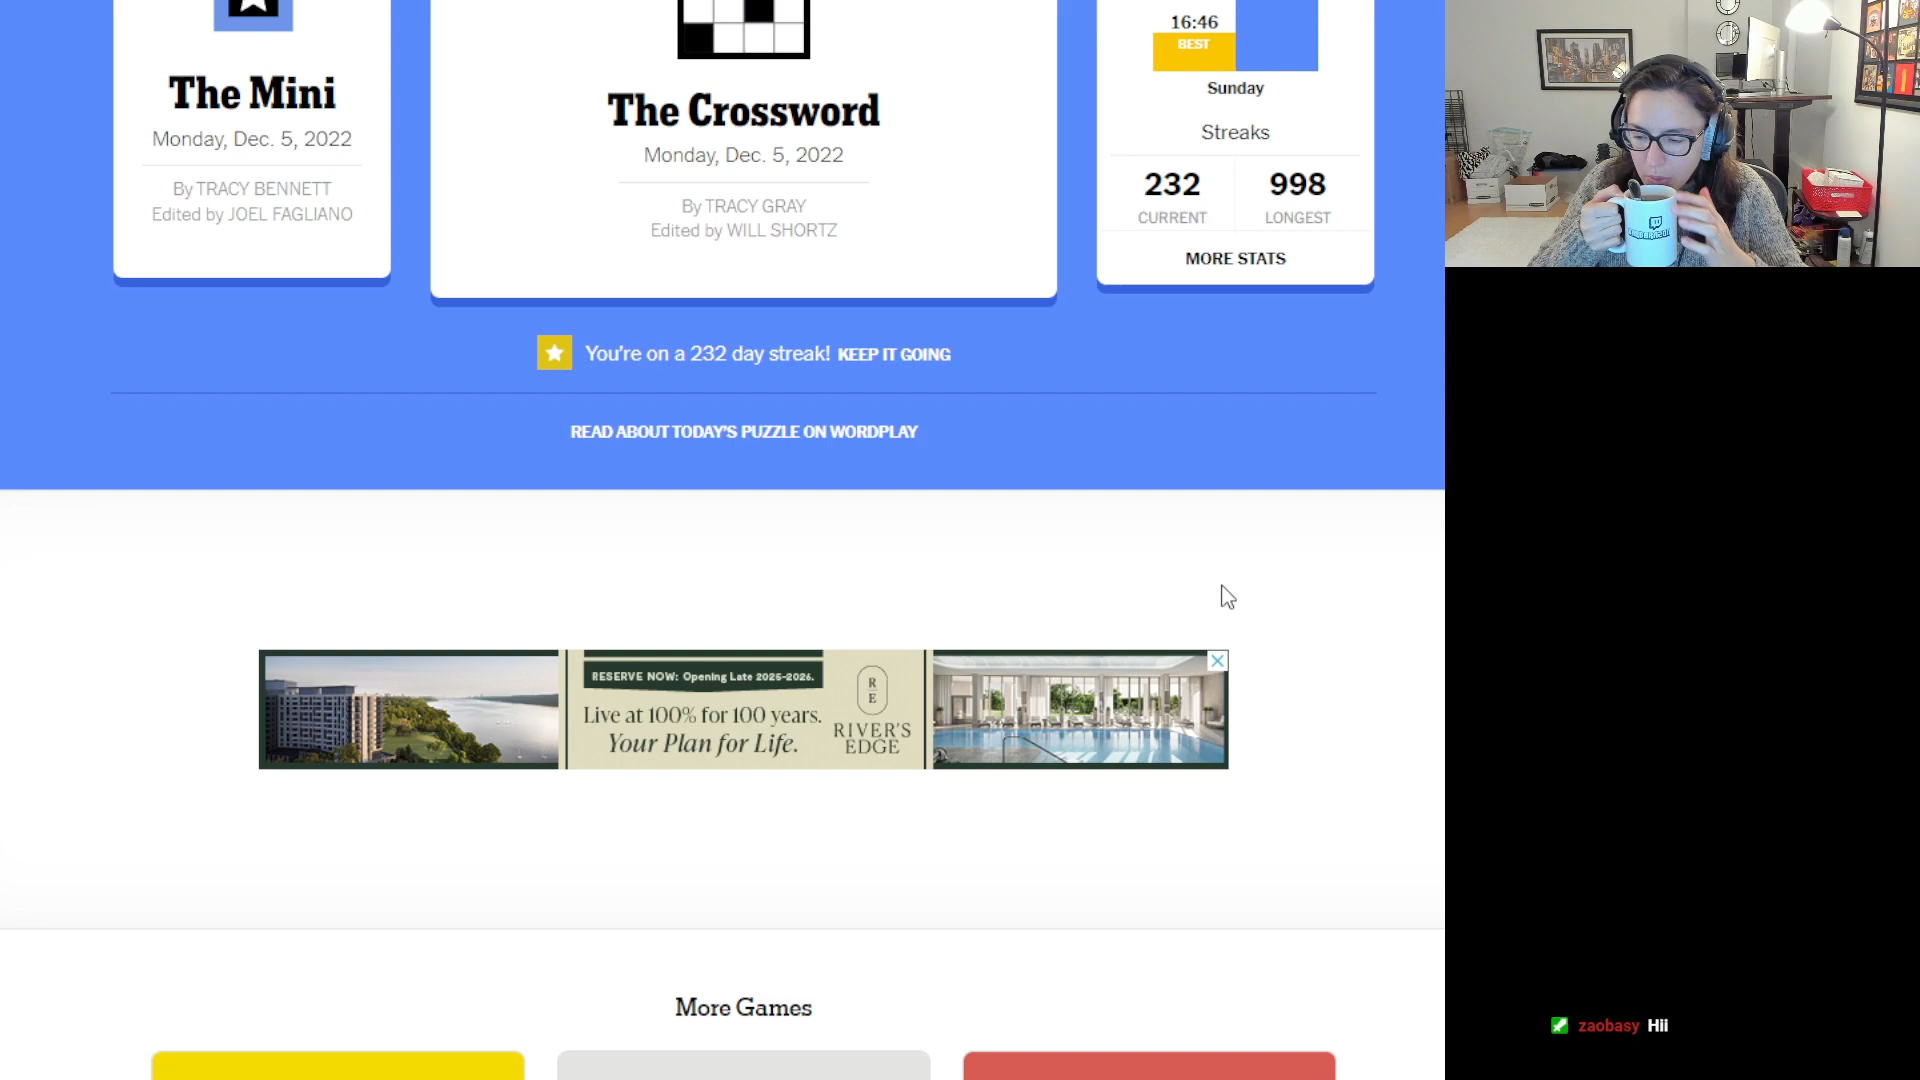 The Mini
Monday, Dec. 5, 2022
By TRACY BENNETT
Edited by JOEL FAGLIANO
The Crossword
Monday, Dec. 5, 2022
By TRACY GRAY
Edited by WILL SHORTZ
16:46
BEST
Sunday
Streaks
232
CURRENT
998
LONGEST
MORE STATS
You're on a 232 day streak! KEEP IT GOING
READ ABOUT TODAY'S PUZZLE ON WORDPLAY
RESERVE NOW: Opening Late 2025-2026.
Live at 100% for 100 years.
Your Plan for Life.
R
E
RIVER'S
EDGE
More Games
zaobasy Hii